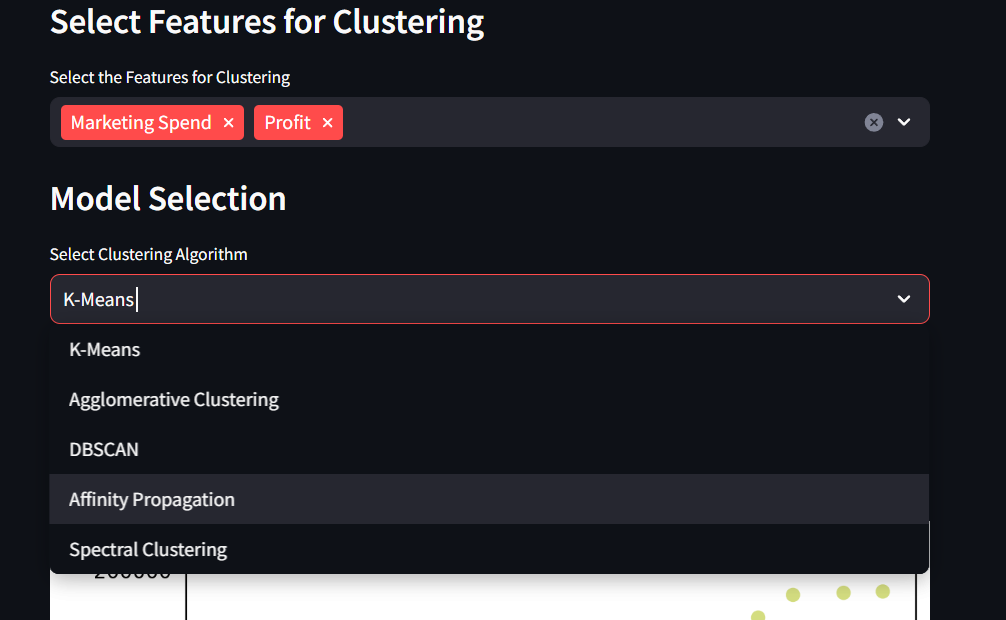 Select Features for Clustering
Select the Features for Clustering
Marketing Spend × Profit ×
Model Selection
Select Clustering Algorithm
K-Means
K-Means
Agglomerative Clustering
DBSCAN
Affinity Propagation
Spectral Clustering